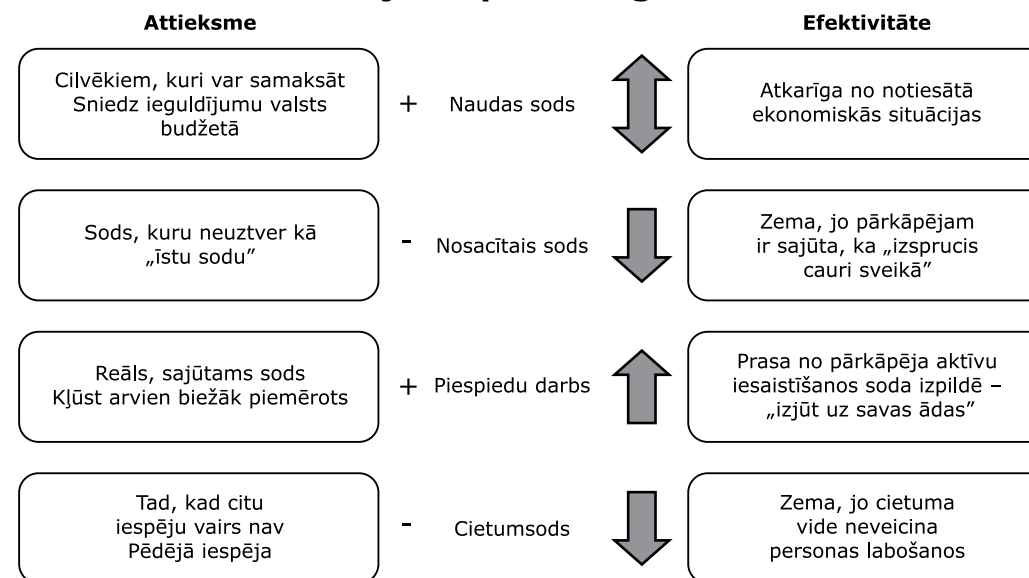 Attieksme
Efektivitāte
Cilvēkiem, kuri var samaksāt
Sniedz ieguldījumu valsts
budžetā
+ Naudas sods
Atkarīga no notiesātā
ekonomiskās situācijas
Sods, kuru neuztver kā
„īstu sodu”
- Nosacītais sods
Zema, jo pārkāpējam
ir sajūta, ka „izsprucis
cauri sveikā”
Reāls, sajūtams sods
Kļūst arvien biežāk piemērots
+ Piespiedu darbs
Prasa no pārkāpēja aktīvu
iesaistīšanos soda izpildē –
„izjūt uz savas ādas”
Tad, kad citu
iespēju vairs nav
Pēdējā iespēja
- Cietumsods
Zema, jo cietuma
vide neveicina
personas labošanos